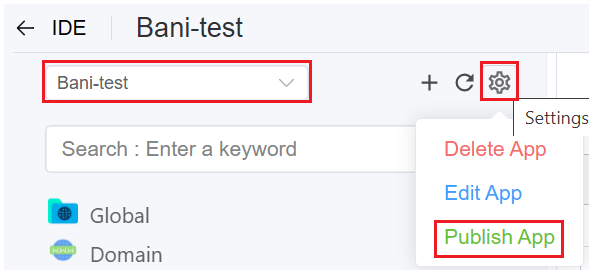 IDE Bani-test
Bani-test
Settings
Search : Enter a keyword
Delete App
Edit App
Publish App
Global
Domain